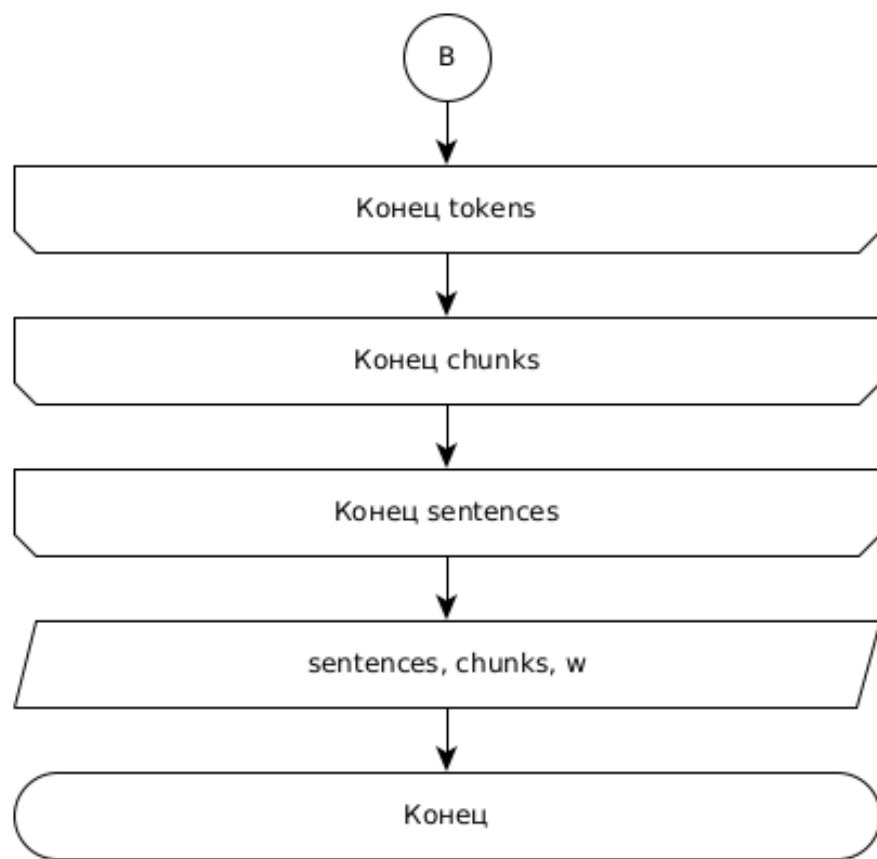 B
Конец tokens
Конец chunks
Конец sentences
sentences, chunks, w
Конец